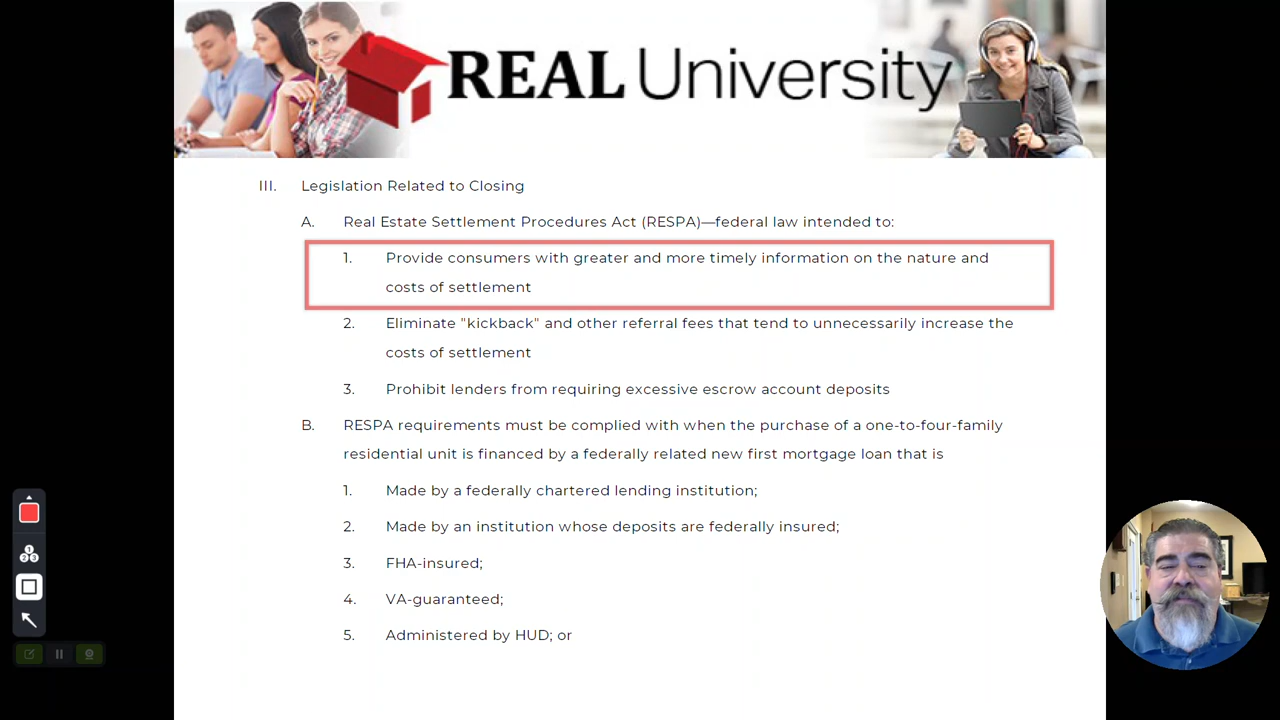 REAL University
III. Legislation Related to Closing
A. Real Estate Settlement Procedures Act (RESPA)—federal law intended to:
1. Provide consumers with greater and more timely information on the nature and
costs of settlement
2. Eliminate "kickback" and other referral fees that tend to unnecessarily increase the
costs of settlement
3. Prohibit lenders from requiring excessive escrow account deposits
B. RESPA requirements must be complied with when the purchase of a one-to-four-family
residential unit is financed by a federally related new first mortgage loan that is
1. Made by a federally chartered lending institution;
2. Made by an institution whose deposits are federally insured;
3. FHA-insured;
4. VA-guaranteed;
5. Administered by HUD; or